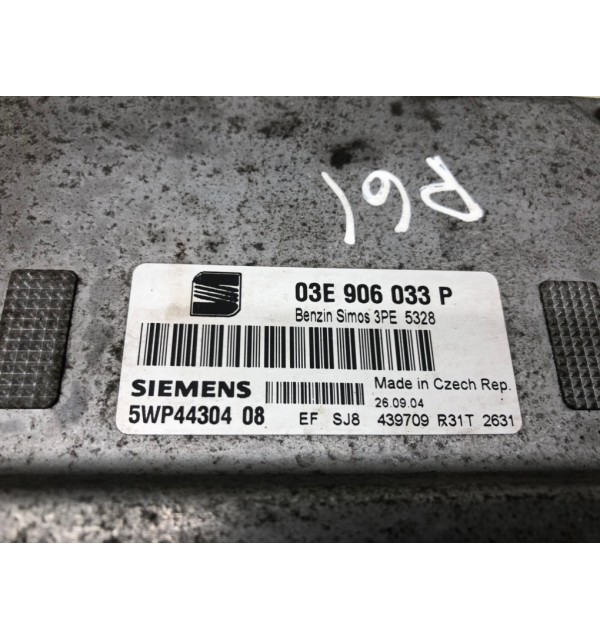 R61
03E 906 033 P
Benzin Simos 3PE 5328
SIEMENS
Made in Czech Rep.
26.09.04
5WP44304 08
EF SJ8 439709 R31T 2631